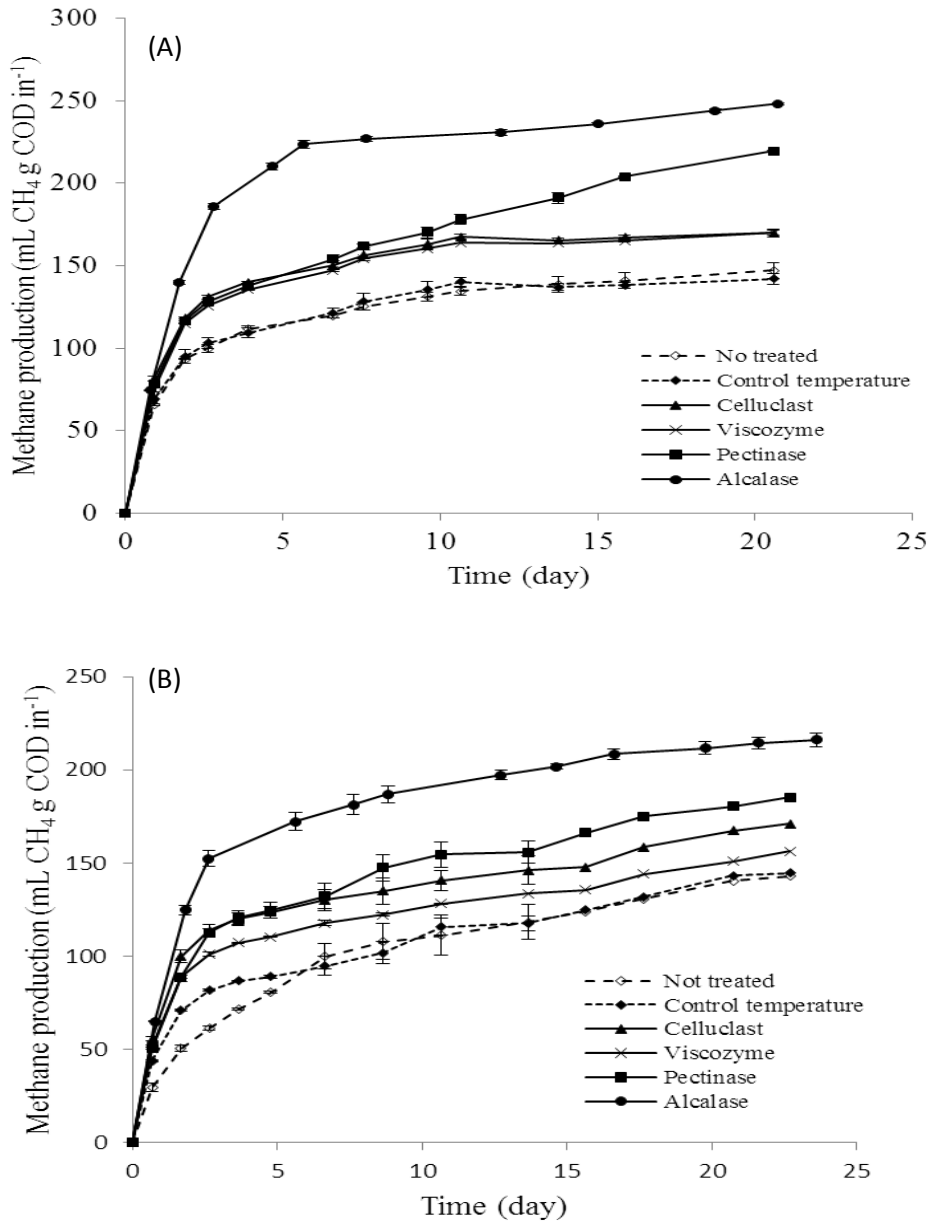 (A)
Methane production (mL CH₄ g COD in⁻¹)
300
250
200
150
100
50
0
No treated
Control temperature
Celluclast
Viscozyme
Pectinase
Alcalase
0 5 10 15 20 25
Time (day)
(B)
Methane production (mL CH₄ g COD in⁻¹)
250
200
150
100
50
0
Not treated
Control temperature
Celluclast
Viscozyme
Pectinase
Alcalase
0 5 10 15 20 25
Time (day)